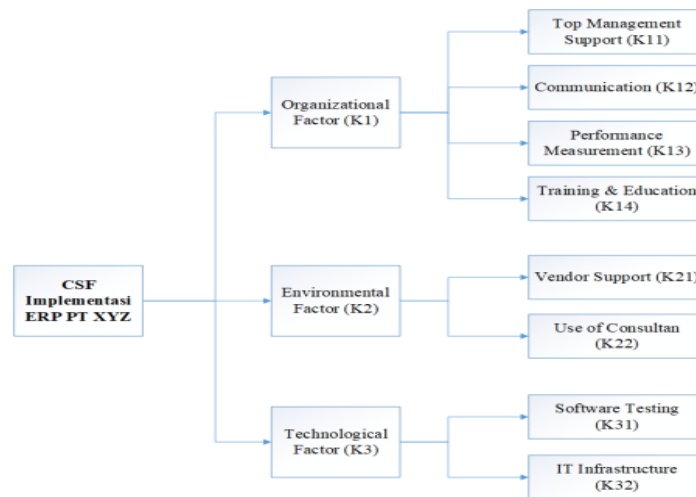 Top Management
Support (K11)
Communication (K12)
Organizational
Factor (K1)
Performance
Measurement (K13)
Training & Education
(K14)
CSF
Implementasi
ERP PT XYZ
Environmental
Factor (K2)
Vendor Support (K21)
Use of Consultan
(K22)
Technological
Factor (K3)
Software Testing
(K31)
IT Infrastructure
(K32)